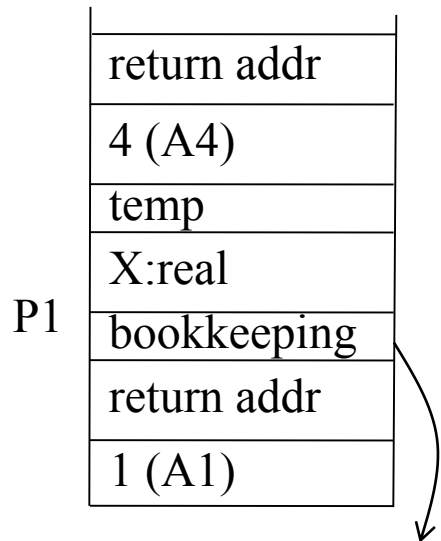 return addr
4 (A4)
temp
X:real
P1
bookkeeping
return addr
1 (A1)